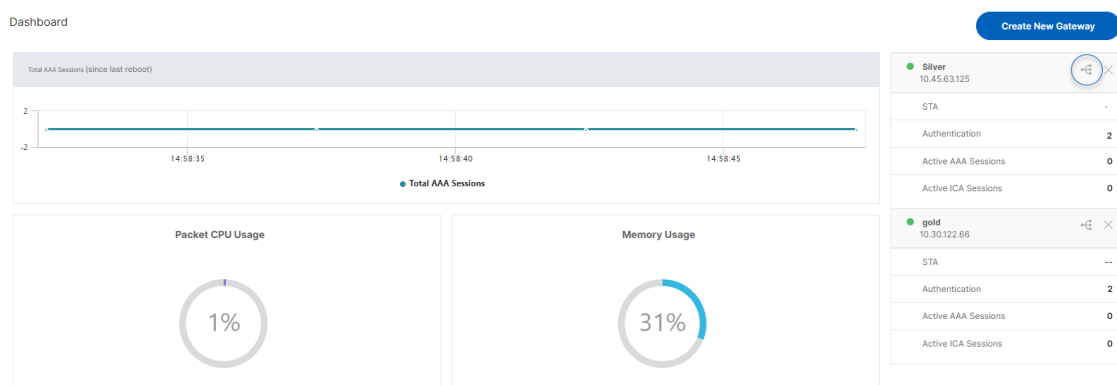 Dashboard
Create New Gateway
Total AAA Sessions (since last reboot)
2
-2
14:58:35
14:58:40
14:58:45
Total AAA Sessions
Packet CPU Usage
1%
Memory Usage
31%
Silver
10.45.63.125
STA -
Authentication 2
Active AAA Sessions 0
Active ICA Sessions 0
gold
10.30.122.66
STA --
Authentication 2
Active AAA Sessions 0
Active ICA Sessions 0